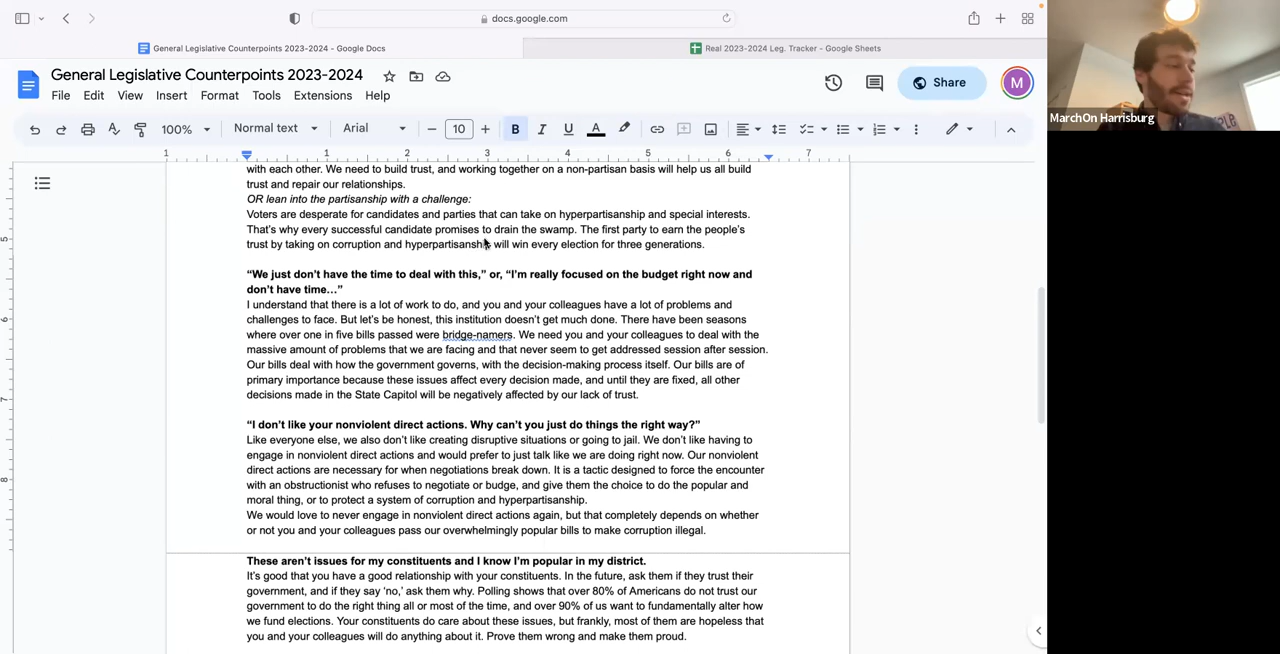 docs.google.com
General Legislative Counterpoints 2023-2024 - Google Docs
Real 2023-2024 Leg. Tracker - Google Sheets
General Legislative Counterpoints 2023-2024
Share
M
File Edit View Insert Format Tools Extensions Help
100% Normal text Arial 10 B I U A
1 1 2 3 4 5 6 7
with each other. We need to build trust, and working together on a non-partisan basis will help us all build
trust and repair our relationships.
OR lean into the partisanship with a challenge:
Voters are desperate for candidates and parties that can take on hyperpartisanship and special interests.
That's why every successful candidate promises to drain the swamp. The first party to earn the people's
trust by taking on corruption and hyperpartisanship will win every election for three generations.
“We just don’t have the time to deal with this,” or, “I’m really focused on the budget right now and
don’t have time…”
I understand that there is a lot of work to do, and you and your colleagues have a lot of problems and
challenges to face. But let’s be honest, this institution doesn’t get much done. There have been seasons
where over one in five bills passed were bridge-namers. We need you and your colleagues to deal with the
massive amount of problems that we are facing and that never seem to get addressed session after session.
Our bills deal with how the government governs, with the decision-making process itself. Our bills are of
primary importance because these issues affect every decision made, and until they are fixed, all other
decisions made in the State Capitol will be negatively affected by our lack of trust.
“I don’t like your nonviolent direct actions. Why can’t you just do things the right way?”
Like everyone else, we also don’t like creating disruptive situations or going to jail. We don’t like having to
engage in nonviolent direct actions and would prefer to just talk like we are doing right now. Our nonviolent
direct actions are necessary for when negotiations break down. It is a tactic designed to force the encounter
with an obstructionist who refuses to negotiate or budge, and give them the choice to do the popular and
moral thing, or to protect a system of corruption and hyperpartisanship.
We would love to never engage in nonviolent direct actions again, but that completely depends on whether
or not you and your colleagues pass our overwhelmingly popular bills to make corruption illegal.
These aren’t issues for my constituents and I know I’m popular in my district.
It’s good that you have a good relationship with your constituents. In the future, ask them if they trust their
government, and if they say ‘no,’ ask them why. Polling shows that over 80% of Americans do not trust our
government to do the right thing all or most of the time, and over 90% of us want to fundamentally alter how
we fund elections. Your constituents do care about these issues, but frankly, most of them are hopeless that
you and your colleagues will do anything about it. Prove them wrong and make them proud.
5
6
7
8
MarchOn Harrisburg